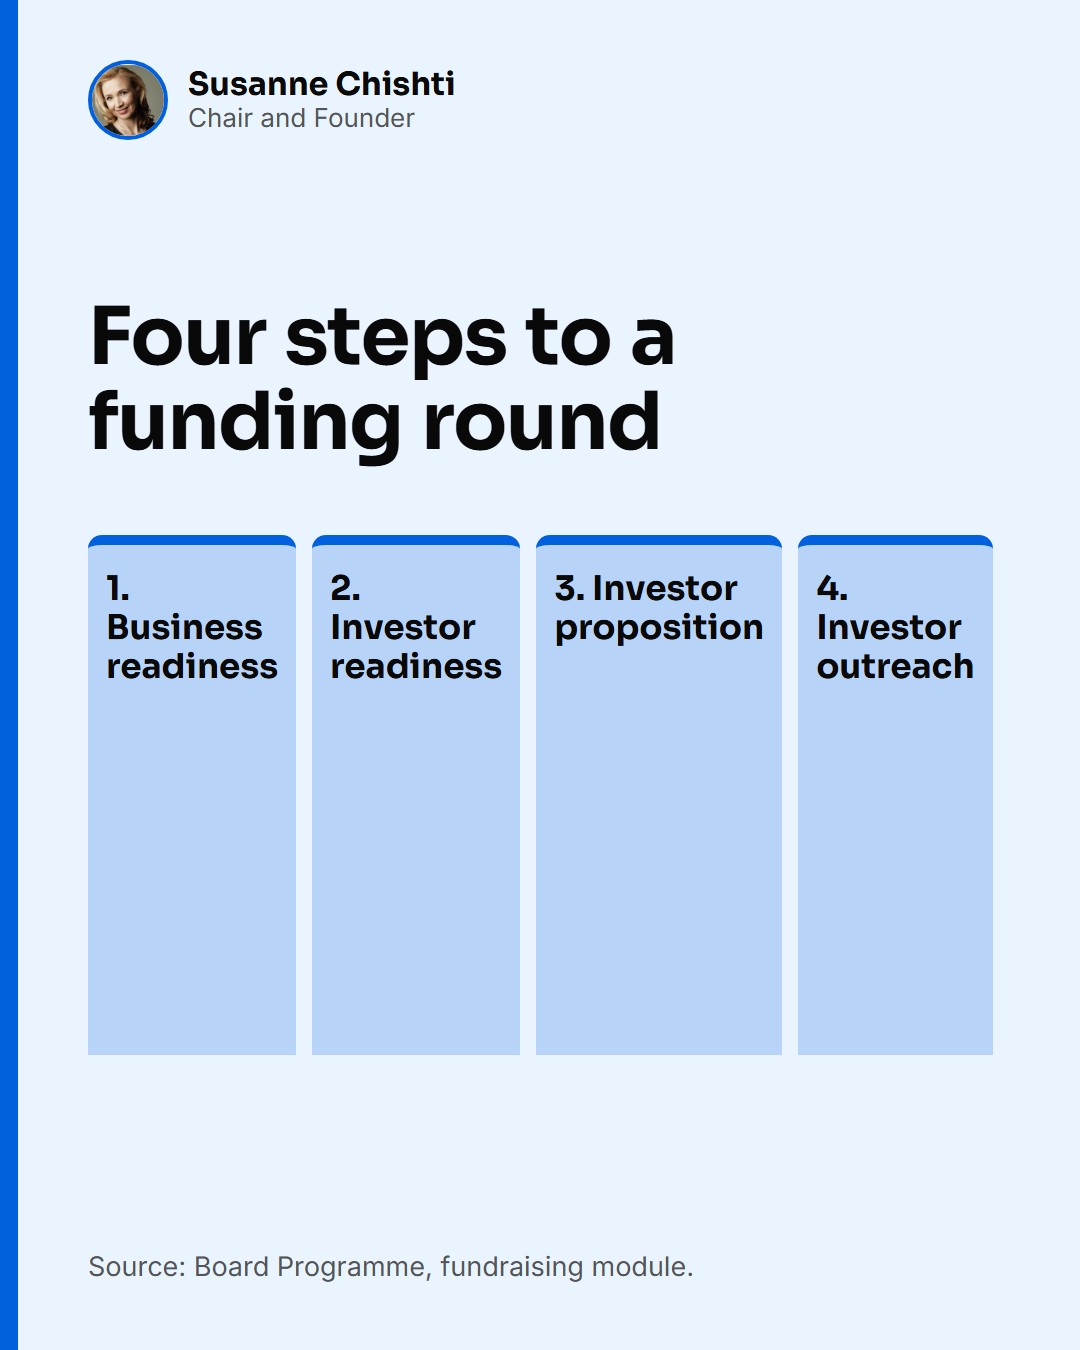 Susanne Chishti
Chair and Founder
Four steps to a
funding round
1.
Business
readiness
2.
Investor
readiness
3. Investor
proposition
4.
Investor
outreach
Source: Board Programme, fundraising module.